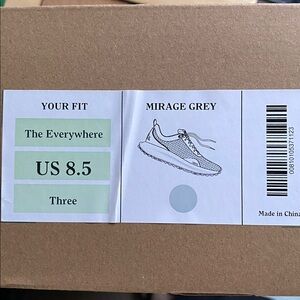 YOUR FIT
The Everywhere
US 8.5
Three
MIRAGE GREY
Made in China